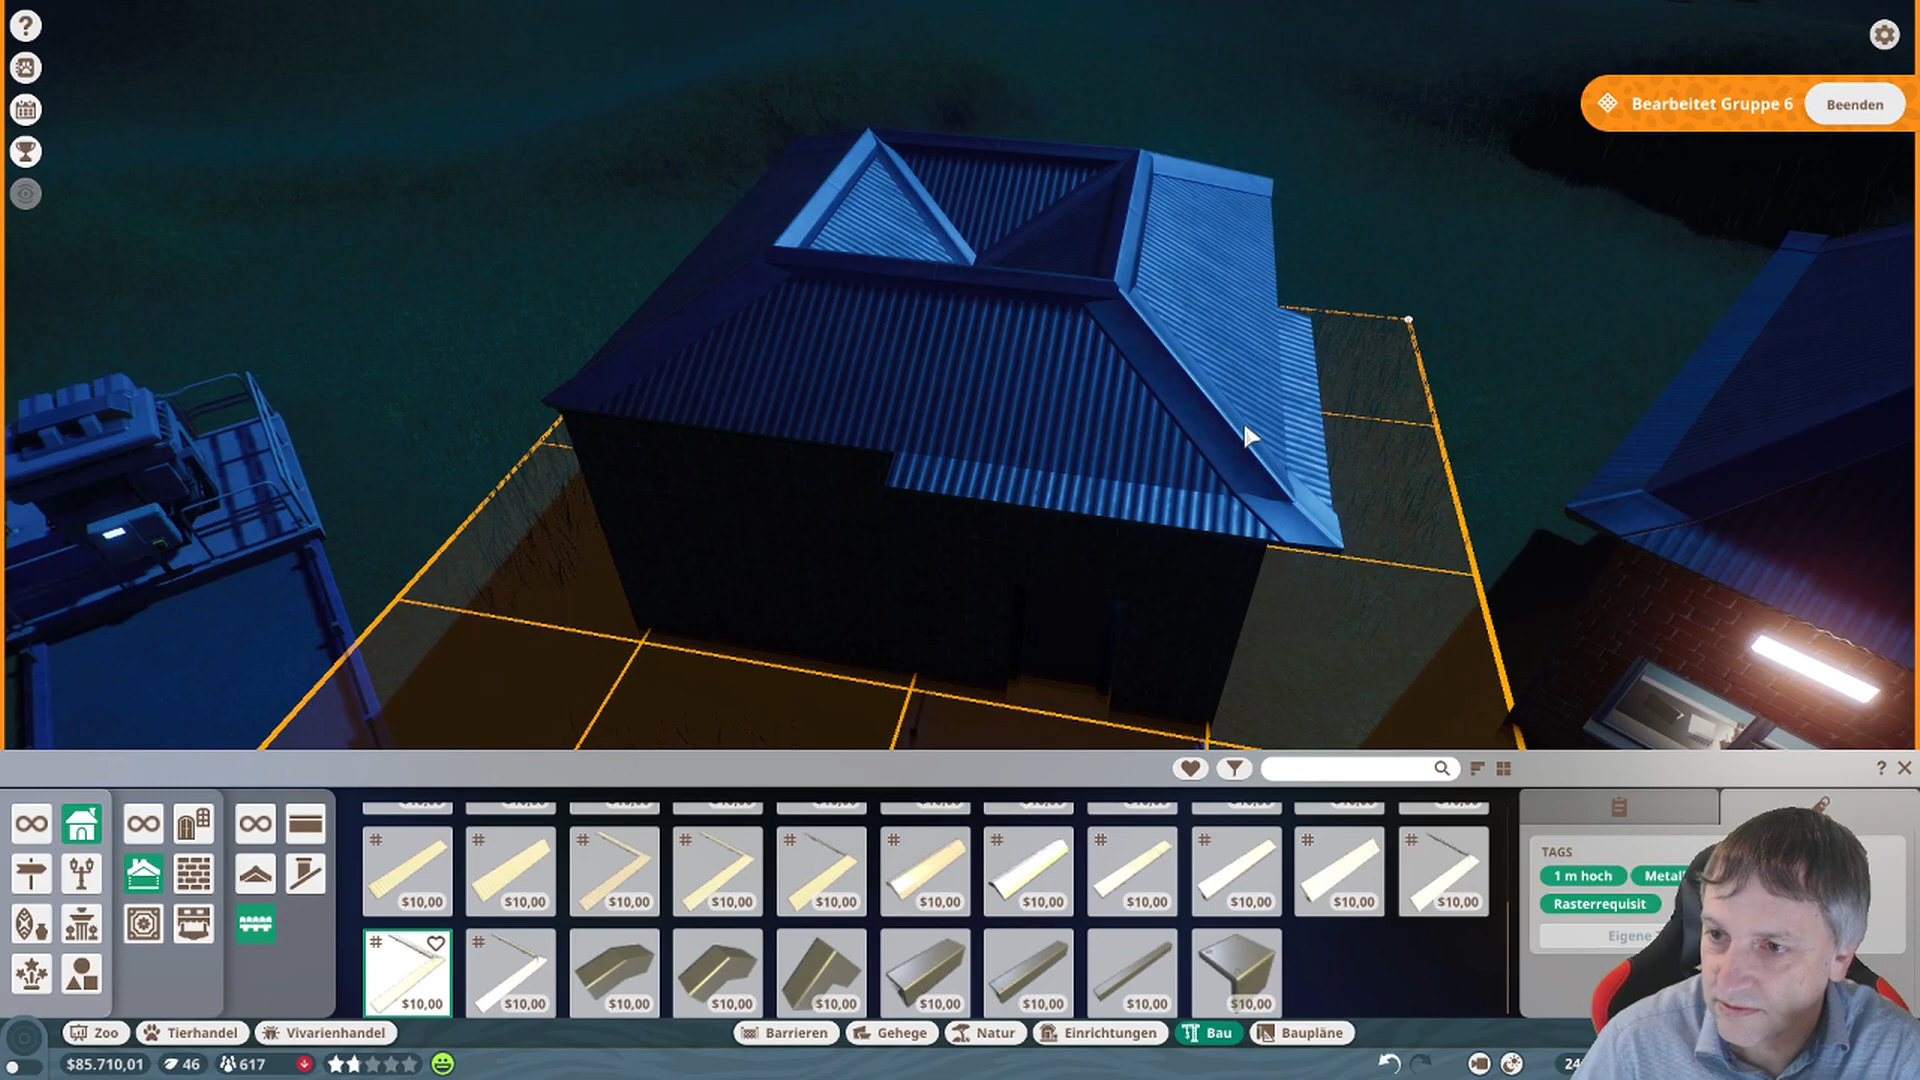 ?
Bearbeitet Gruppe 6 Beenden
?
$10,00 $10,00 $10,00 $10,00 $10,00 $10,00 $10,00 $10,00 $10,00 $10,00 $10,00
$10,00 $10,00 $10,00 $10,00 $10,00 $10,00 $10,00 $10,00 $10,00
TAGS
1 m hoch Metall
Rasterrequisit
Eigene
Zoo Tierhandel Vivarienhandel Barrieren Gehege Natur Einrichtungen Bau Baupläne
$85.710,01 46 617